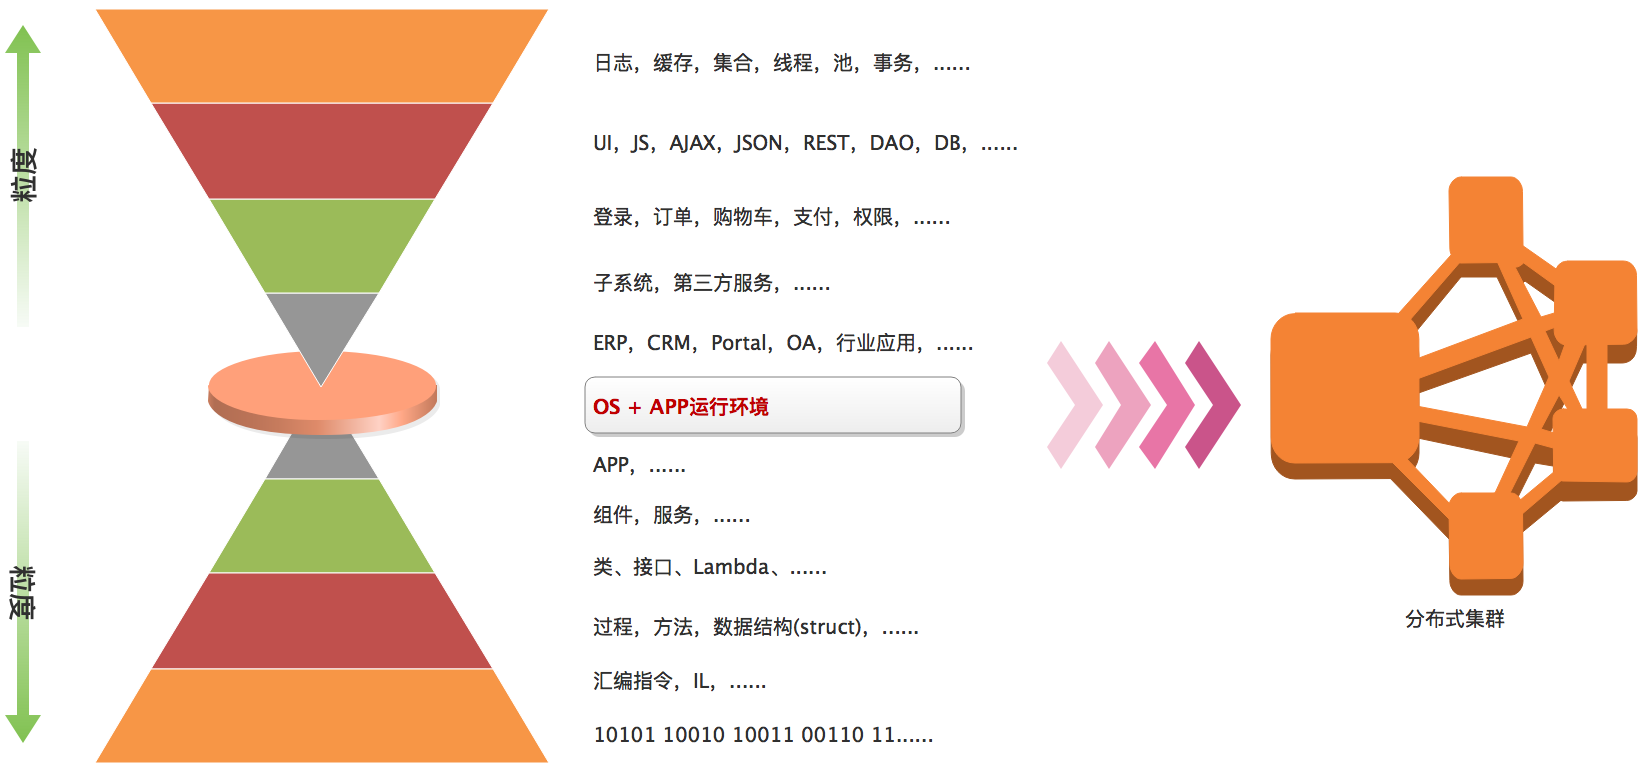 粒度
日志，缓存，集合，线程，池，事务，......
UI，JS，AJAX，JSON，REST，DAO，DB，......
登录，订单，购物车，支付，权限，......
子系统，第三方服务，......
ERP，CRM，Portal，OA，行业应用，......
OS + APP运行环境
APP，......
组件，服务，......
类、接口、Lambda、......
粒度
过程，方法，数据结构(struct)，......
汇编指令，IL，......
10101 10010 10011 00110 11......
分布式集群